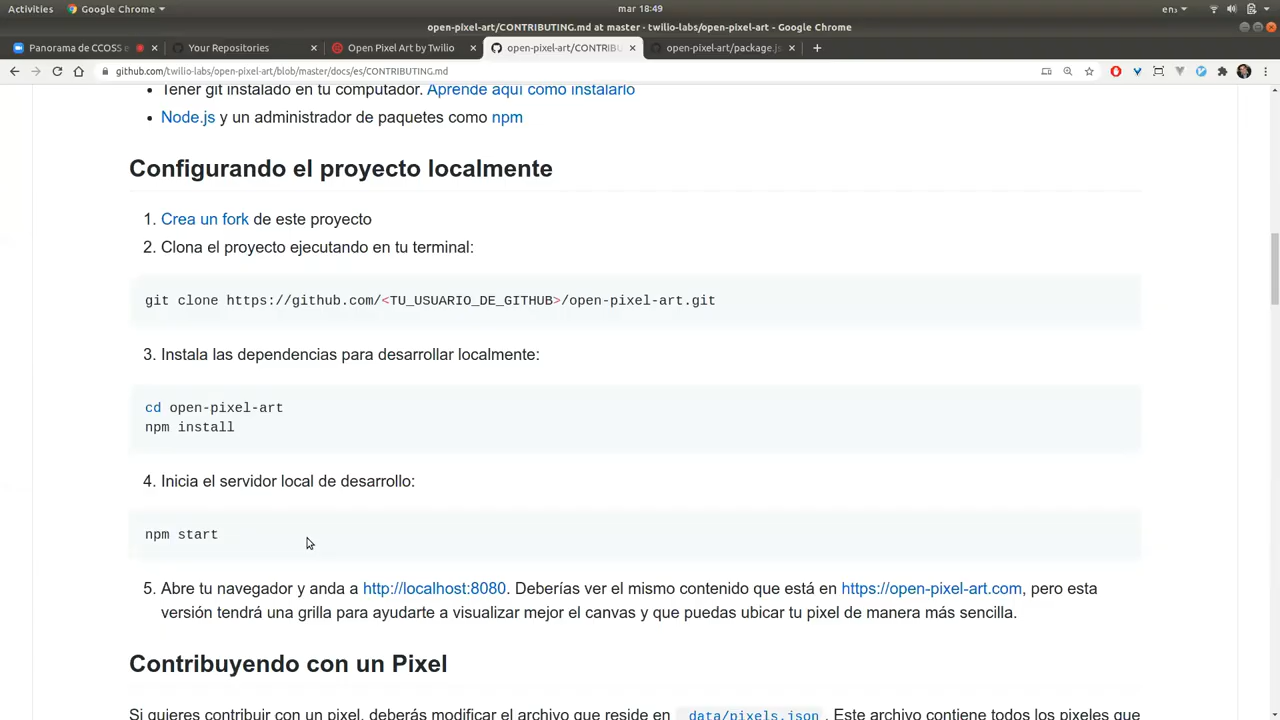 Activities Google Chrome mar 18:49 en₃
open-pixel-art/CONTRIBUTING.md at master · twilio-labs/open-pixel-art - Google Chrome
Panorama de CCOSS e Your Repositories Open Pixel Art by Twilio open-pixel-art/CONTRIBU open-pixel-art/package.js
github.com/twilio-labs/open-pixel-art/blob/master/docs/es/CONTRIBUTING.md
• Tener git instalado en tu computador. Aprende aquí como instalarlo
• Node.js y un administrador de paquetes como npm
Configurando el proyecto localmente
1. Crea un fork de este proyecto
2. Clona el proyecto ejecutando en tu terminal:
git clone https://github.com/<TU_USUARIO_DE_GITHUB>/open-pixel-art.git
3. Instala las dependencias para desarrollar localmente:
cd open-pixel-art
npm install
4. Inicia el servidor local de desarrollo:
npm start
5. Abre tu navegador y anda a http://localhost:8080. Deberías ver el mismo contenido que está en https://open-pixel-art.com, pero esta
versión tendrá una grilla para ayudarte a visualizar mejor el canvas y que puedas ubicar tu pixel de manera más sencilla.
Contribuyendo con un Pixel
Si quieres contribuir con un pixel, deberás modificar el archivo que reside en data/pixels.json . Este archivo contiene todos los pixeles que